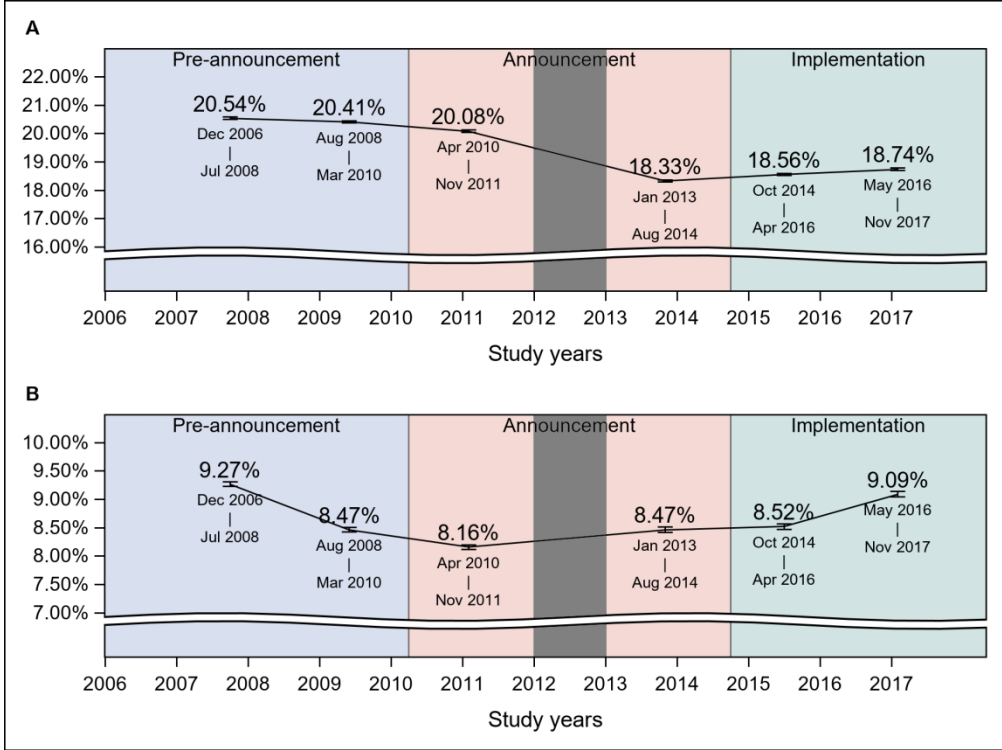 A
Pre-announcement Announcement Implementation
22.00%
21.00%
20.00%
19.00%
18.00%
17.00%
16.00%
20.54%
Dec 2006
|
Jul 2008
20.41%
Aug 2008
|
Mar 2010
20.08%
Apr 2010
|
Nov 2011
18.33%
Jan 2013
|
Aug 2014
18.56%
Oct 2014
|
Apr 2016
18.74%
May 2016
|
Nov 2017
2006 2007 2008 2009 2010 2011 2012 2013 2014 2015 2016 2017
Study years
B
Pre-announcement Announcement Implementation
10.00%
9.50%
9.00%
8.50%
8.00%
7.50%
7.00%
9.27%
Dec 2006
|
Jul 2008
8.47%
Aug 2008
|
Mar 2010
8.16%
Apr 2010
|
Nov 2011
8.47%
Jan 2013
|
Aug 2014
8.52%
Oct 2014
|
Apr 2016
9.09%
May 2016
|
Nov 2017
2006 2007 2008 2009 2010 2011 2012 2013 2014 2015 2016 2017
Study years